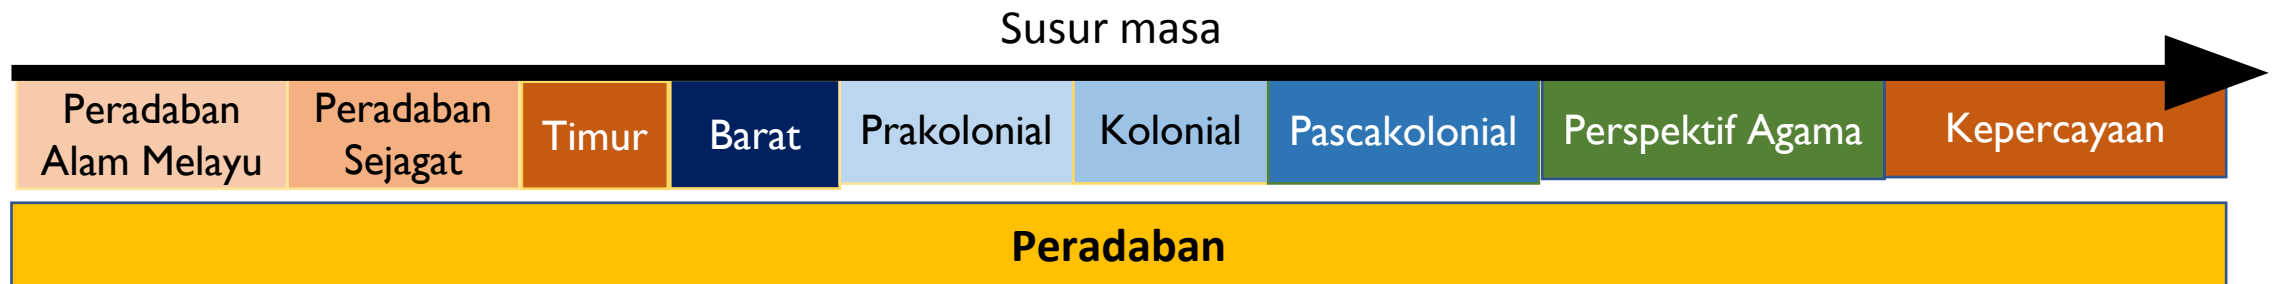 Susur masa
Peradaban
Alam Melayu
Peradaban
Sejagat
Timur
Barat
Prakolonial
Kolonial
Pascakolonial
Perspektif Agama
Kepercayaan
Peradaban